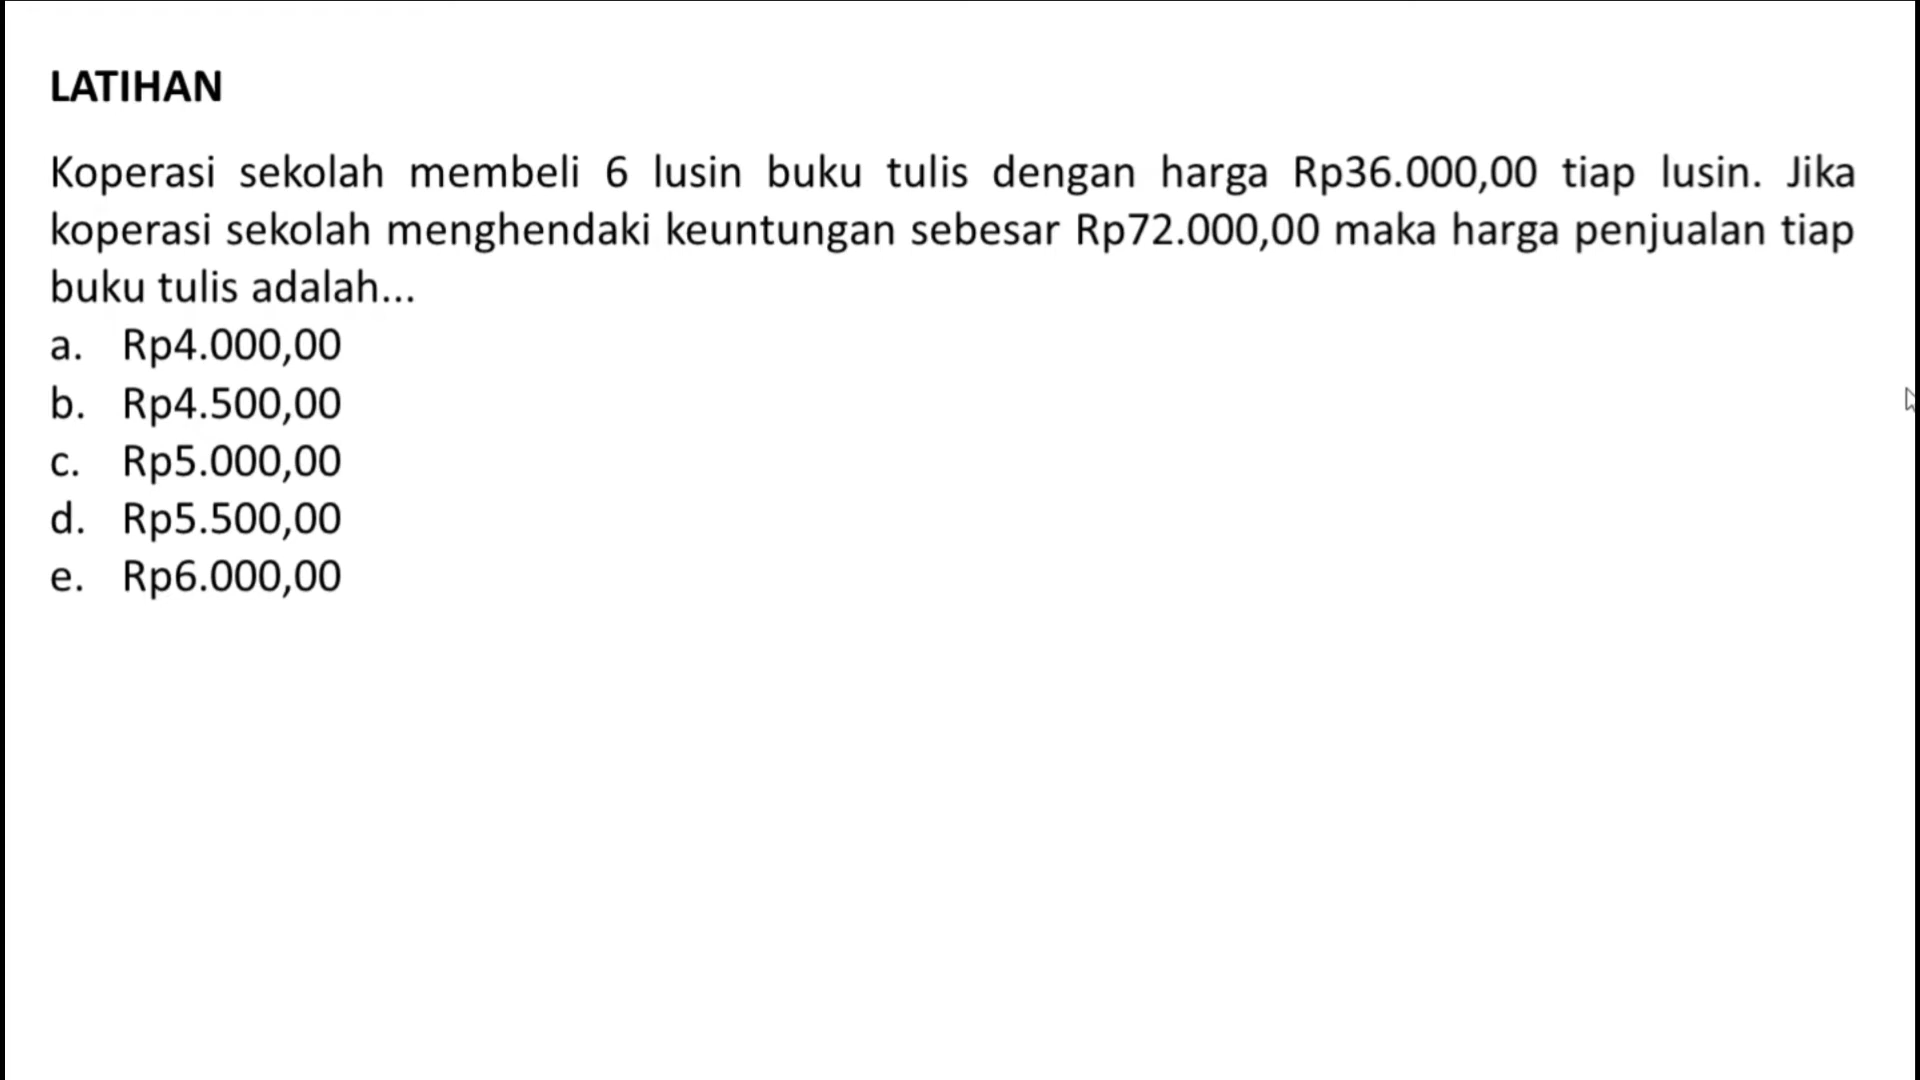 LATIHAN
Koperasi sekolah membeli 6 lusin buku tulis dengan harga Rp36.000,00 tiap lusin. Jika
koperasi sekolah menghendaki keuntungan sebesar Rp72.000,00 maka harga penjualan tiap
buku tulis adalah...
a. Rp4.000,00
b. Rp4.500,00
c. Rp5.000,00
d. Rp5.500,00
e. Rp6.000,00